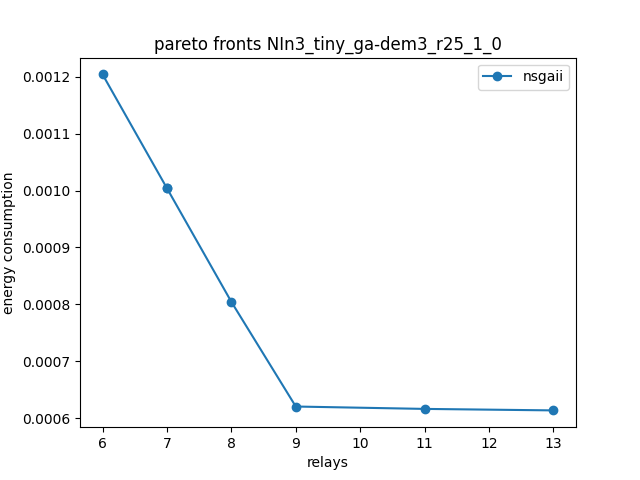 pareto fronts NIn3_tiny_ga-dem3_r25_1_0
nsgaii
0.0012
0.0011
0.0010
0.0009
0.0008
0.0007
0.0006
energy consumption
6 7 8 9 10 11 12 13
relays